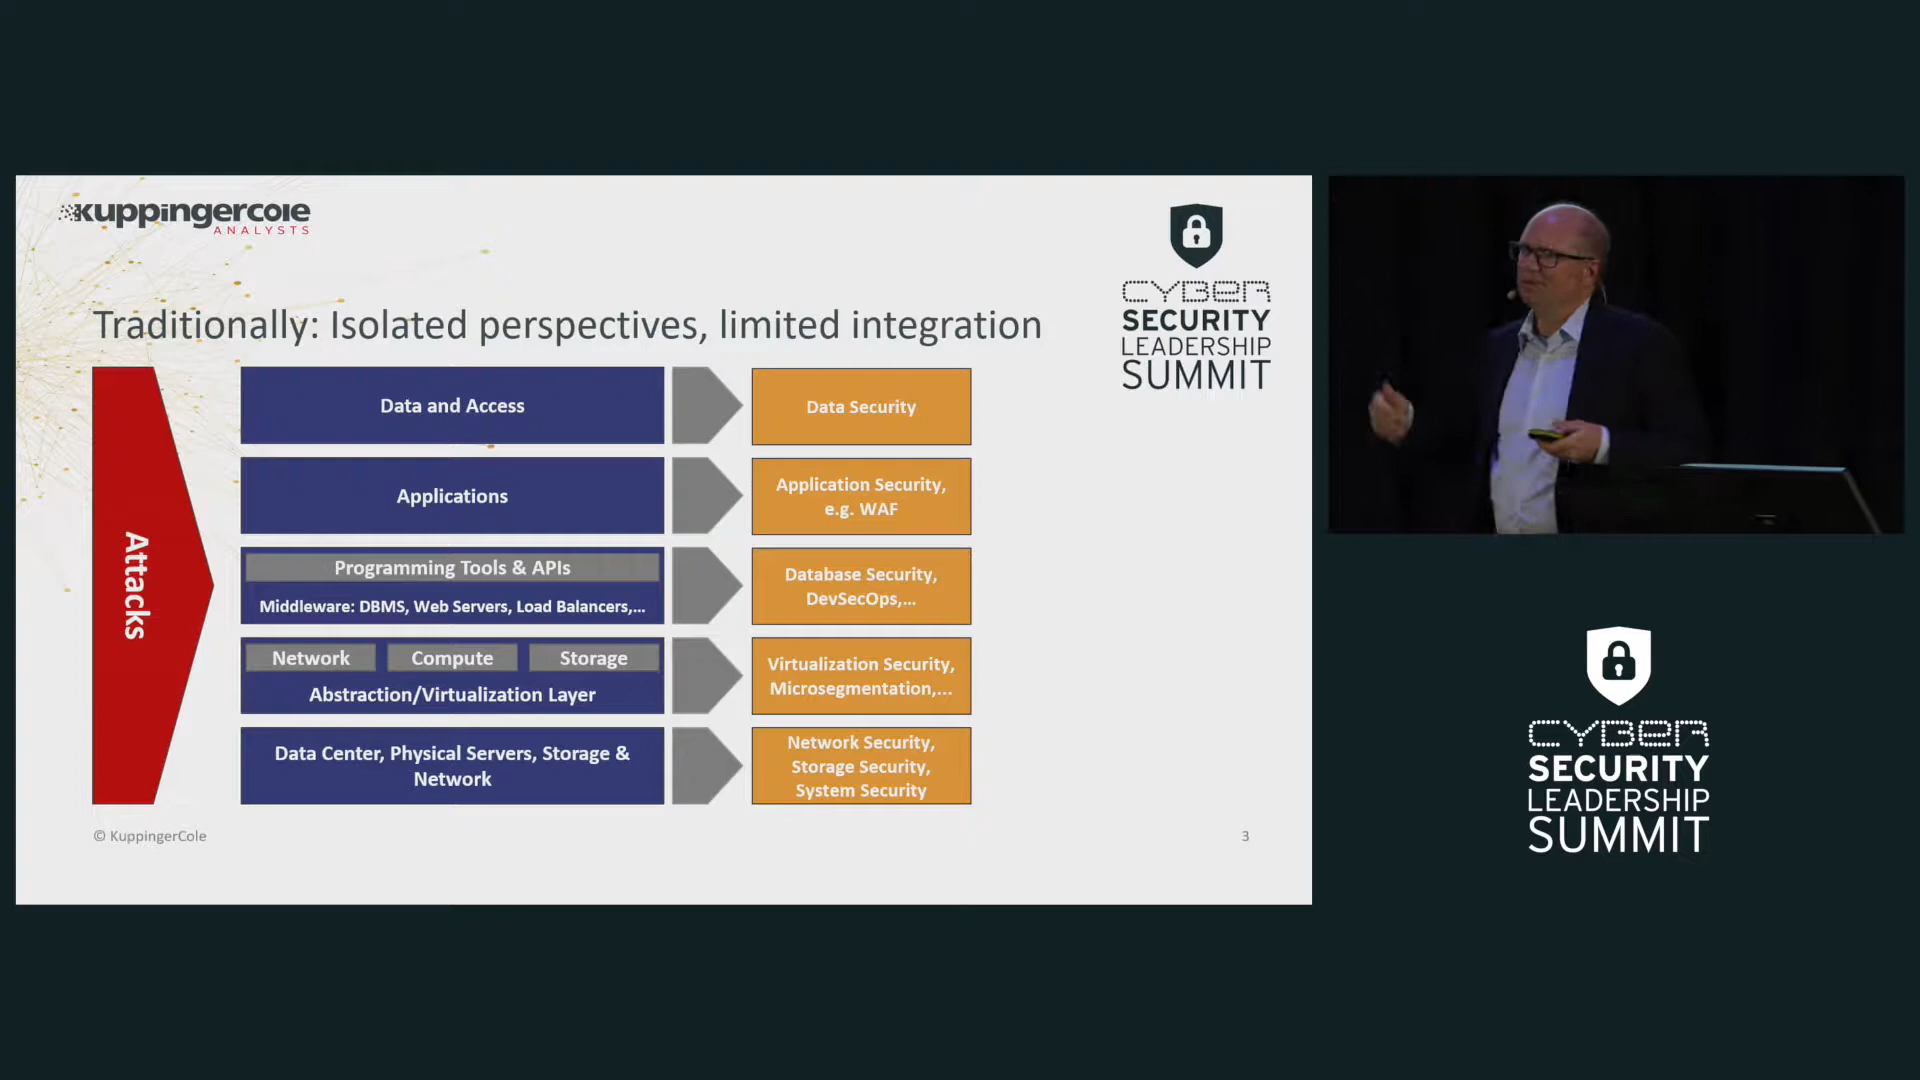 kuppingercole
ANALYSTS
CYBER
SECURITY
LEADERSHIP
SUMMIT
Traditionally: Isolated perspectives, limited integration
Attacks
Data and Access
Data Security
Applications
Application Security,
e.g. WAF
Programming Tools & APIs
Middleware: DBMS, Web Servers, Load Balancers,...
Database Security,
DevSecOps,...
Network
Compute
Storage
Abstraction/Virtualization Layer
Virtualization Security,
Microsegmentation,...
Data Center, Physical Servers, Storage &
Network
Network Security,
Storage Security,
System Security
© KuppingerCole
3
CYBER
SECURITY
LEADERSHIP
SUMMIT